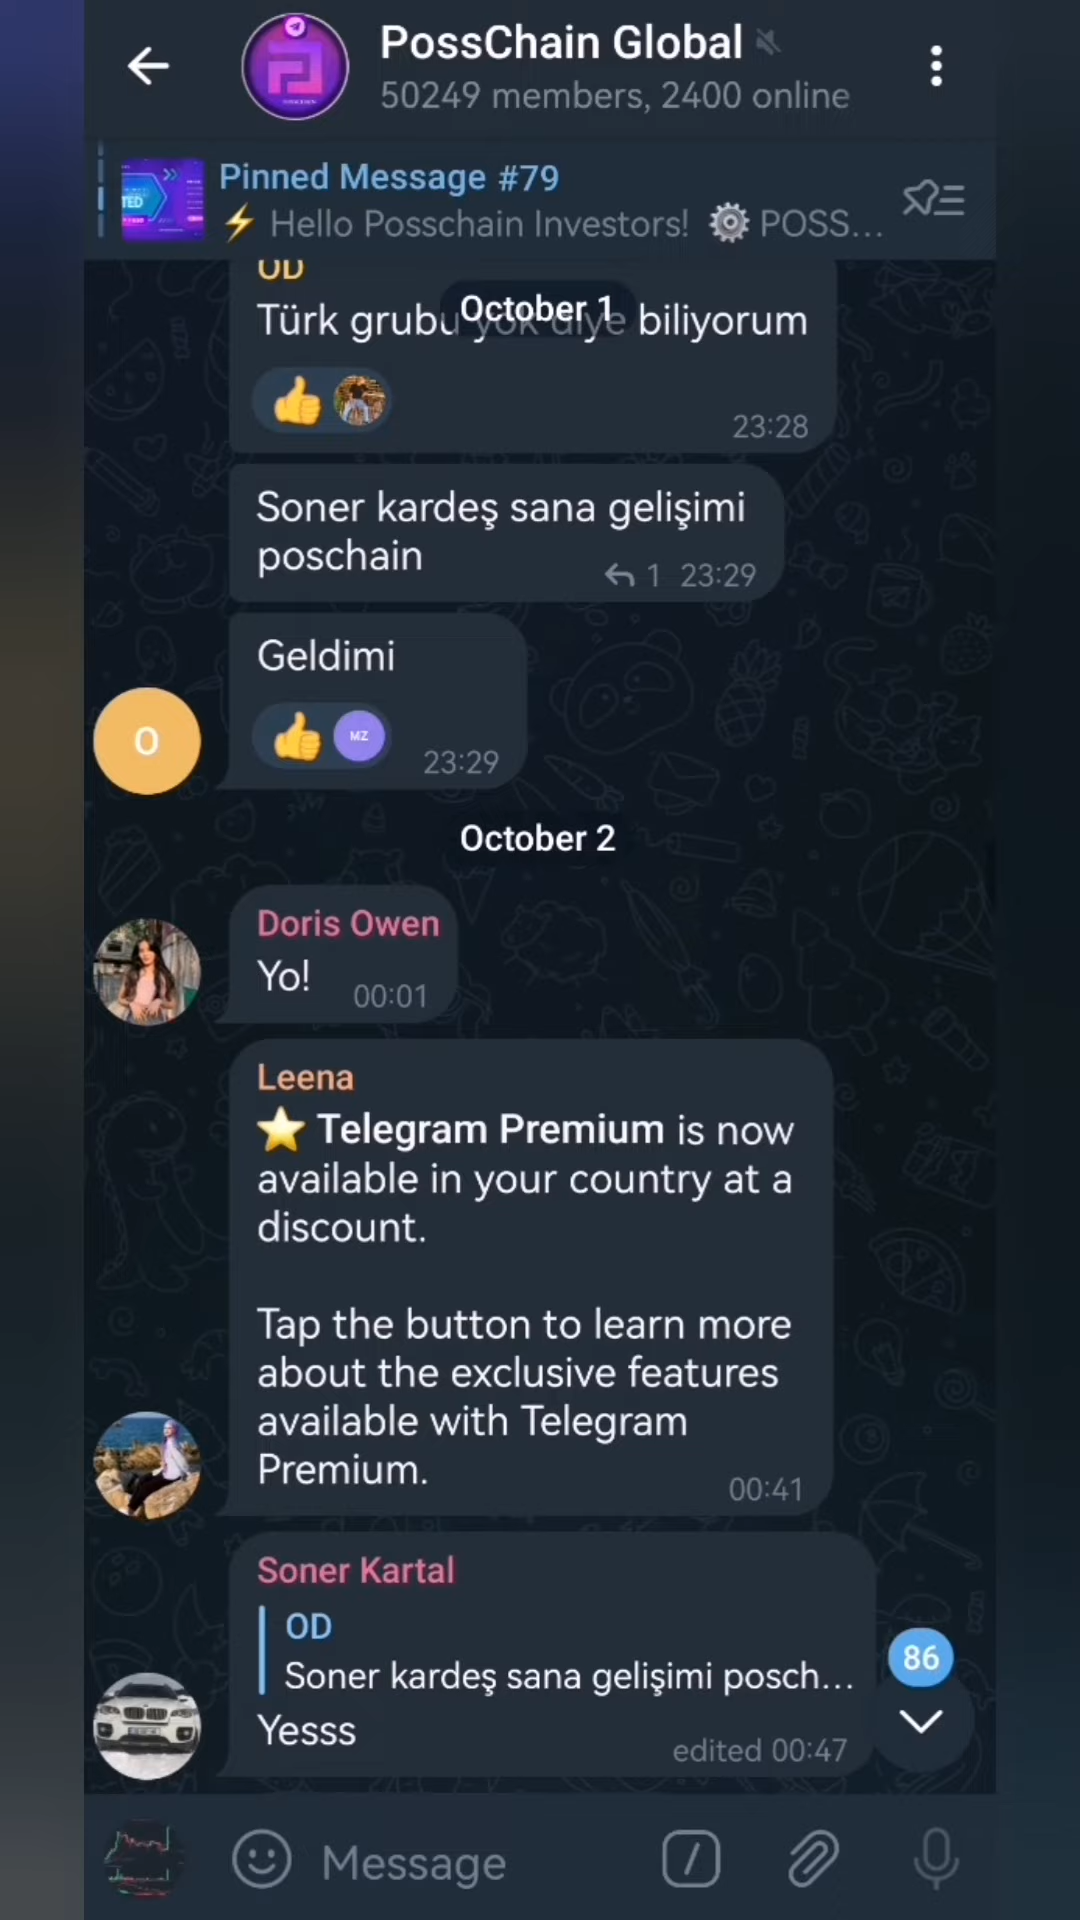 PossChain Global
50249 members, 2400 online
Pinned Message #79
TED
⚡ Hello Posschain Investors! ⚙️ POSS...
OD
October 1
Türk grubu yok diye biliyorum
👍
23:28
Soner kardeş sana gelişimi
poschain
1 23:29
Geldimi
O
👍 MZ
23:29
October 2
Doris Owen
Yo!
00:01
Leena
⭐ Telegram Premium is now
available in your country at a
discount.
Tap the button to learn more
about the exclusive features
available with Telegram
Premium.
00:41
Soner Kartal
OD
Soner kardeş sana gelişimi posch...
Yesss
edited 00:47
86
Message